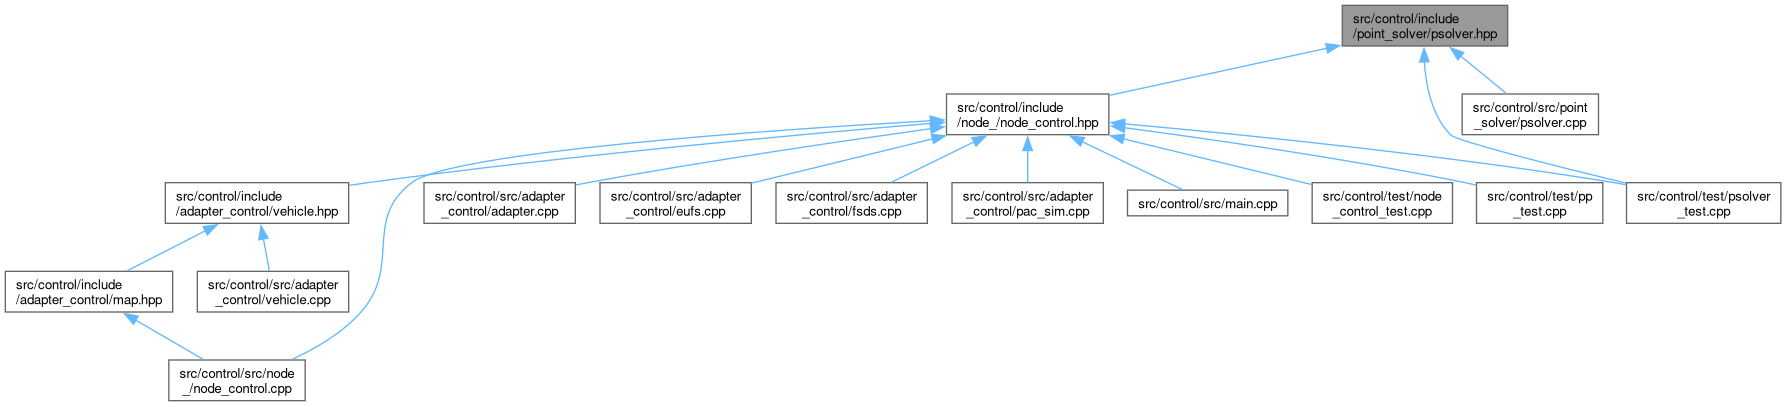 src/control/include
/point_solver/psolver.hpp
src/control/include
/node_/node_control.hpp
src/control/src/point
_solver/psolver.cpp
src/control/include
/adapter_control/vehicle.hpp
src/control/src/adapter
_control/adapter.cpp
src/control/src/adapter
_control/eufs.cpp
src/control/src/adapter
_control/fsds.cpp
src/control/src/adapter
_control/pac_sim.cpp
src/control/src/main.cpp
src/control/test/node
_control_test.cpp
src/control/test/pp
_test.cpp
src/control/test/psolver
_test.cpp
src/control/include
/adapter_control/map.hpp
src/control/src/adapter
_control/vehicle.cpp
src/control/src/node
_/node_control.cpp